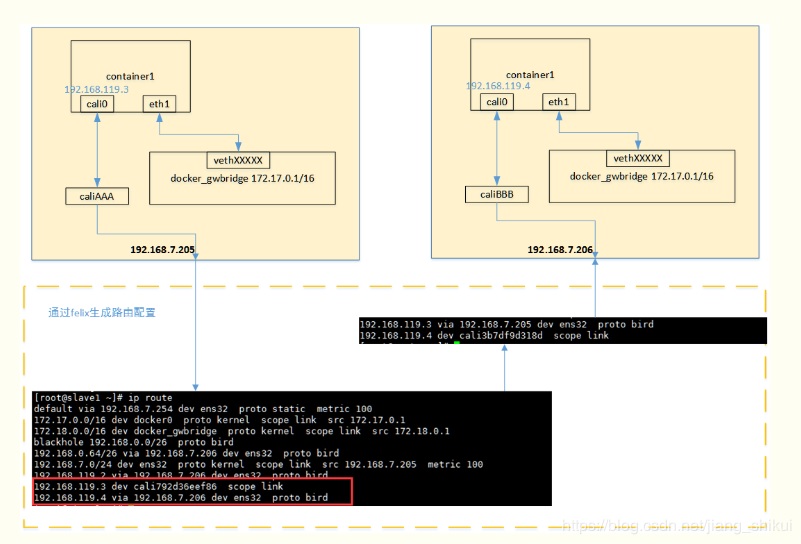 container1
192.168.119.3
cali0
eth1
vethXXXXX
docker_gwbridge 172.17.0.1/16
caliAAA
192.168.7.205
container1
192.168.119.4
cali0
eth1
vethXXXXX
docker_gwbridge 172.17.0.1/16
caliBBB
192.168.7.206
通过felix生成路由配置
192.168.119.3 via 192.168.7.205 dev ens32 proto bird
192.168.119.4 dev cali3b7df9d318d scope link
[root@slave1 ~]# ip route
default via 192.168.7.254 dev ens32 proto static metric 100
172.17.0.0/16 dev docker0 proto kernel scope link src 172.17.0.1
172.18.0.0/16 dev docker_gwbridge proto kernel scope link src 172.18.0.1
blackhole 192.168.0.0/26 proto bird
192.168.0.64/26 via 192.168.7.206 dev ens32 proto bird
192.168.7.0/24 dev ens32 proto kernel scope link src 192.168.7.205 metric 100
192.168.119.2 via 192.168.7.206 dev ens32 proto bird
192.168.119.3 dev cali792d36eef86 scope link
192.168.119.4 via 192.168.7.206 dev ens32 proto bird
https://blog.csdn.net/jiang_shikui